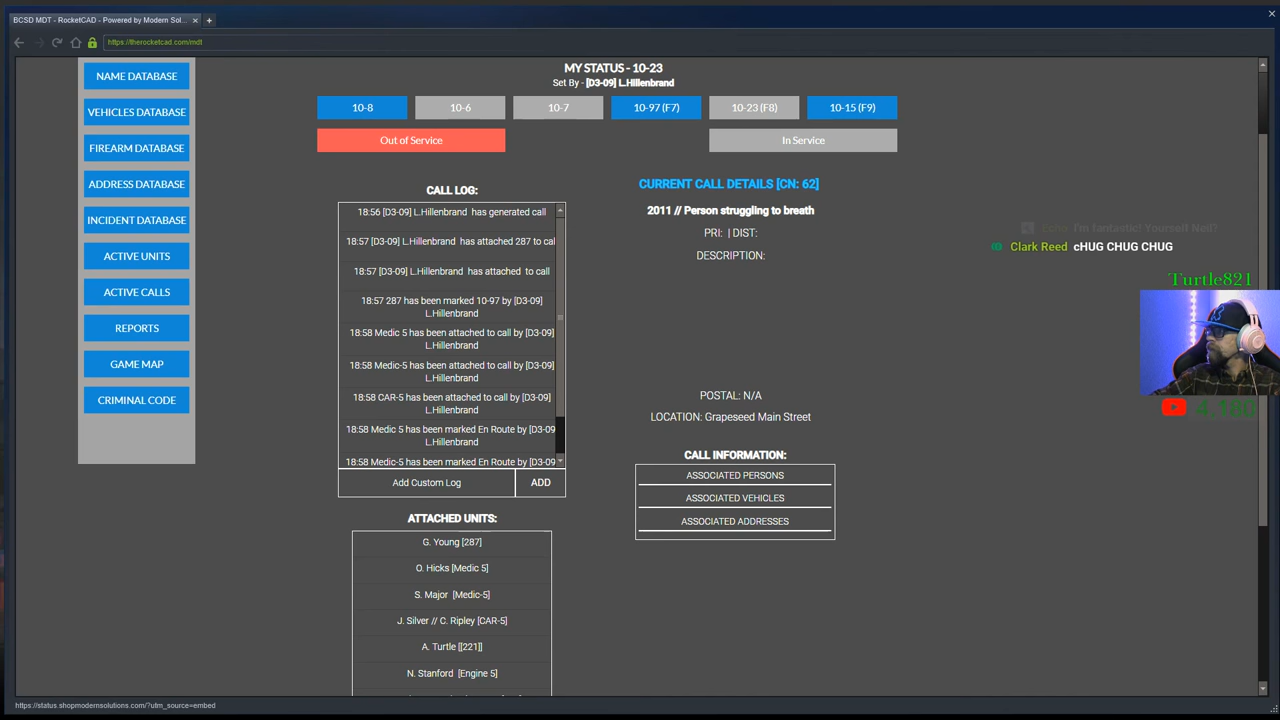 BCSD MDT - RocketCAD - Powered by Modern Sol...
https://therocketcad.com/mdt
NAME DATABASE
VEHICLES DATABASE
FIREARM DATABASE
ADDRESS DATABASE
INCIDENT DATABASE
ACTIVE UNITS
ACTIVE CALLS
REPORTS
GAME MAP
CRIMINAL CODE
MY STATUS - 10-23
Set By - [D3-09] L.Hillenbrand
10-8
10-6
10-7
10-97 (F7)
10-23 (F8)
10-15 (F9)
Out of Service
In Service
CALL LOG:
18:56 [D3-09] L.Hillenbrand has generated call
18:57 [D3-09] L.Hillenbrand has attached 287 to cal
18:57 [D3-09] L.Hillenbrand has attached to call
18:57 287 has been marked 10-97 by [D3-09]
L.Hillenbrand
18:58 Medic 5 has been attached to call by [D3-09]
L.Hillenbrand
18:58 Medic-5 has been attached to call by [D3-09]
L.Hillenbrand
18:58 CAR-5 has been attached to call by [D3-09]
L.Hillenbrand
18:58 Medic 5 has been marked En Route by [D3-09
L.Hillenbrand
18:58 Medic-5 has been marked En Route by [D3-09
Add Custom Log
ADD
ATTACHED UNITS:
G. Young [287]
O. Hicks [Medic 5]
S. Major [Medic-5]
J. Silver // C. Ripley [CAR-5]
A. Turtle [[221]]
N. Stanford [Engine 5]
CURRENT CALL DETAILS [CN: 62]
2011 // Person struggling to breath
PRI: | DIST:
DESCRIPTION:
POSTAL: N/A
LOCATION: Grapeseed Main Street
CALL INFORMATION:
ASSOCIATED PERSONS
ASSOCIATED VEHICLES
ASSOCIATED ADDRESSES
I'm fantastic! Yourself Neil?
Clark Reed cHUG CHUG CHUG
Turtle821
4,180
https://status.shopmodernsolutions.com/?utm_source=embed